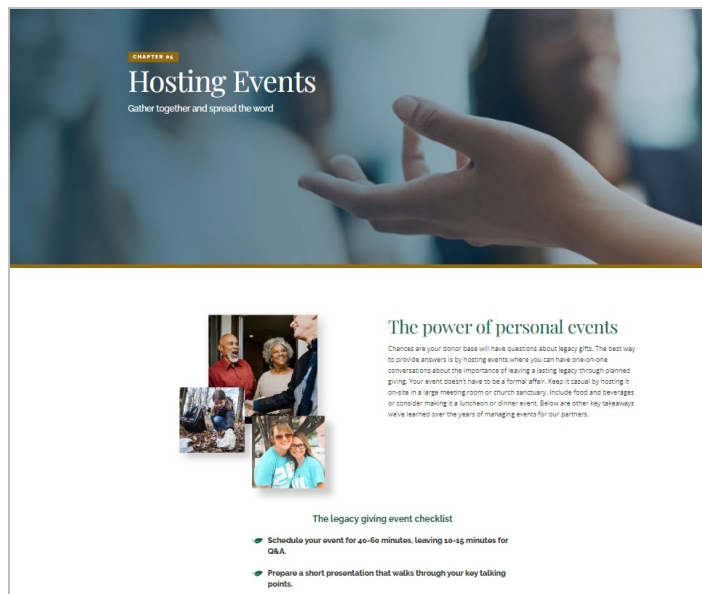 CHAPTER 05
Hosting Events
Gather together and spread the word
The power of personal events
Chances are your donor base will have questions about legacy gifts. The best way
to provide answers is by hosting events where you can have one-on-one
conversations about the importance of leaving a lasting legacy through planned
giving. Your event doesn't have to be a formal affair. Keep it casual by hosting it
on-site in a large meeting room or church sanctuary. Include food and beverages
or consider making it a luncheon or dinner event. Below are other key takeaways
we've learned over the years of managing events for our partners.
The legacy giving event checklist
Schedule your event for 40-60 minutes, leaving 10-15 minutes for
Q&A.
Prepare a short presentation that walks through your key talking
points.